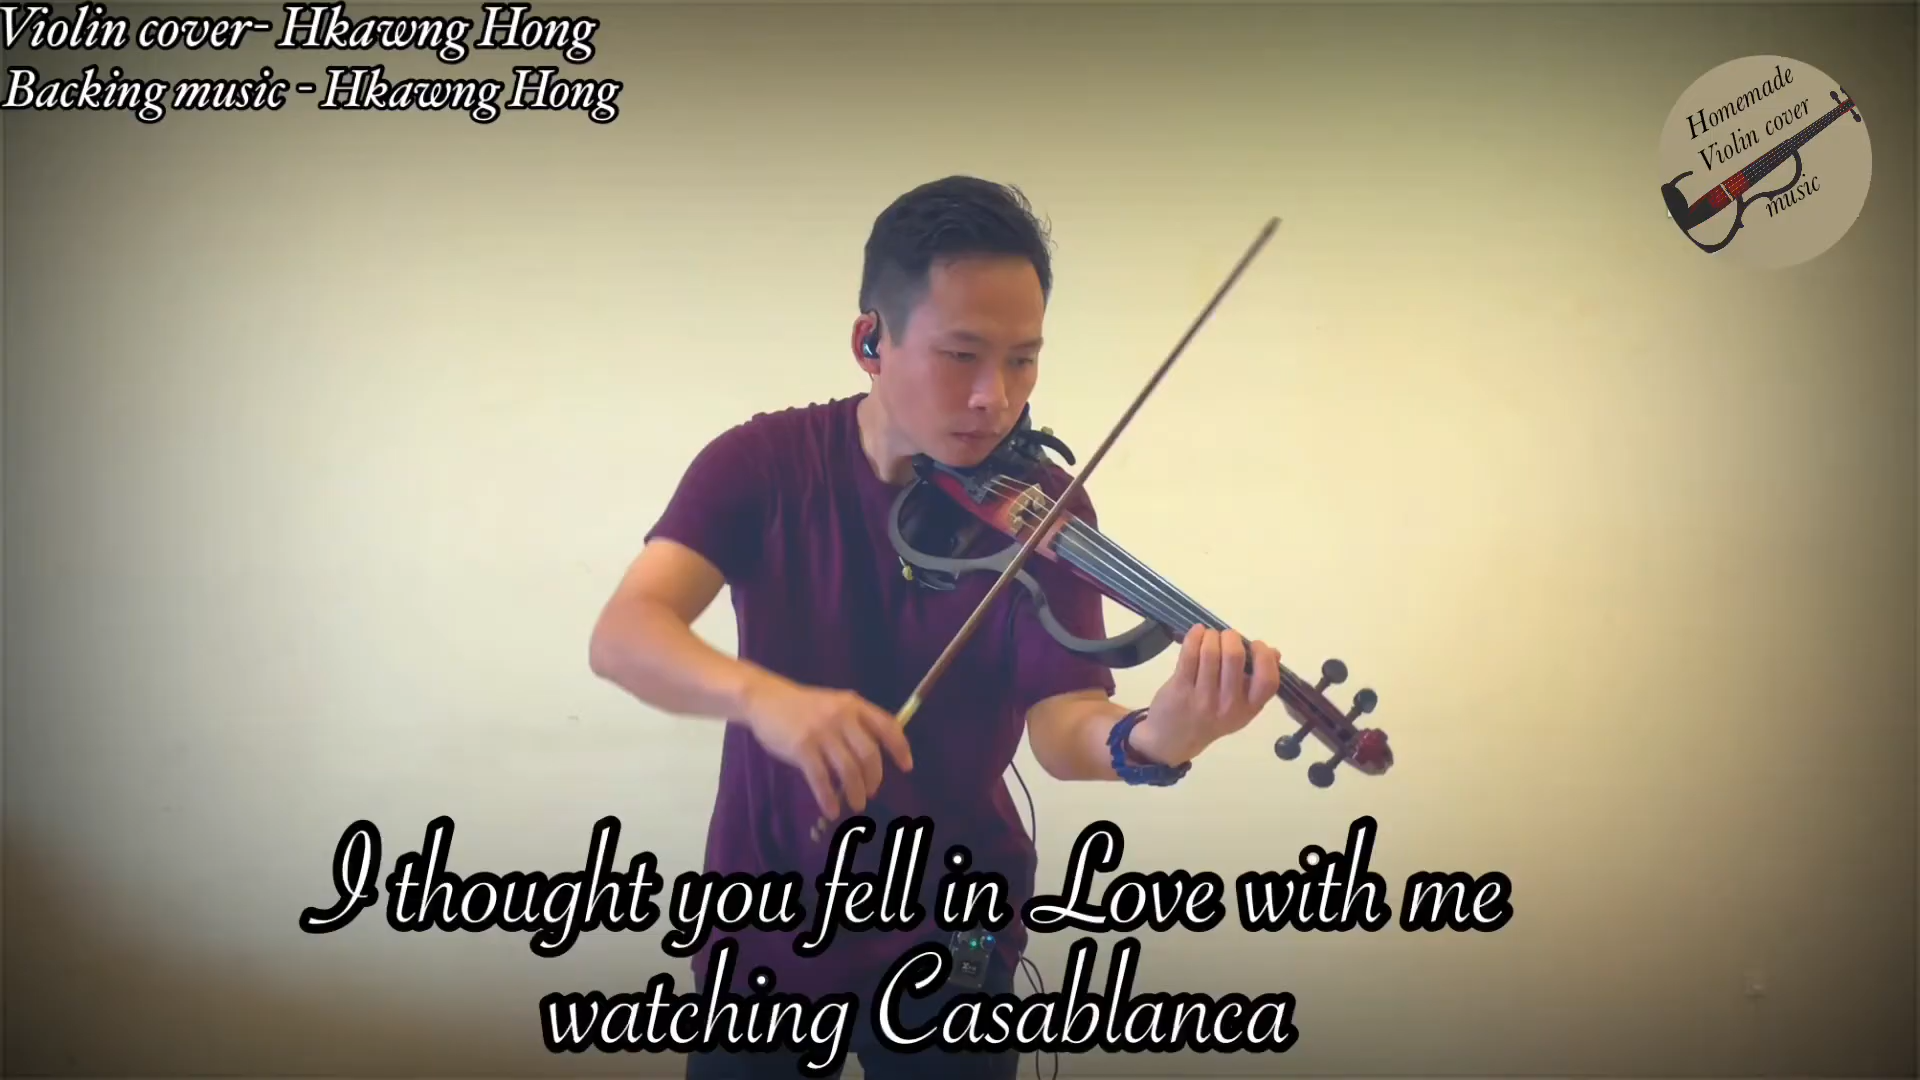 Violin cover- Hkawng Hong
Backing music - Hkawng Hong
Homemade
Violin cover
music
I thought you fell in Love with me
watching Casablanca